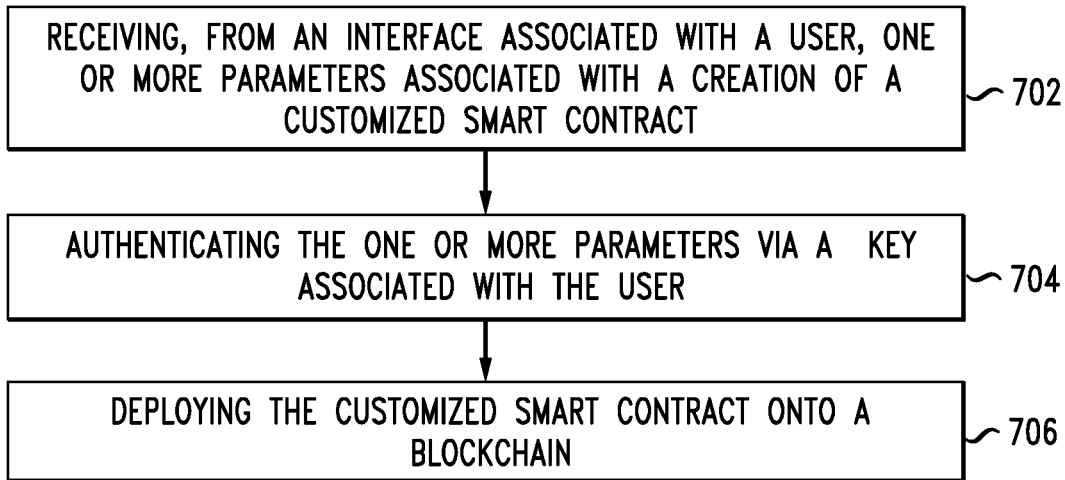 RECEIVING, FROM AN INTERFACE ASSOCIATED WITH A USER, ONE
OR MORE PARAMETERS ASSOCIATED WITH A CREATION OF A
CUSTOMIZED SMART CONTRACT
702
AUTHENTICATING THE ONE OR MORE PARAMETERS VIA A KEY
ASSOCIATED WITH THE USER
704
DEPLOYING THE CUSTOMIZED SMART CONTRACT ONTO A
BLOCKCHAIN
706